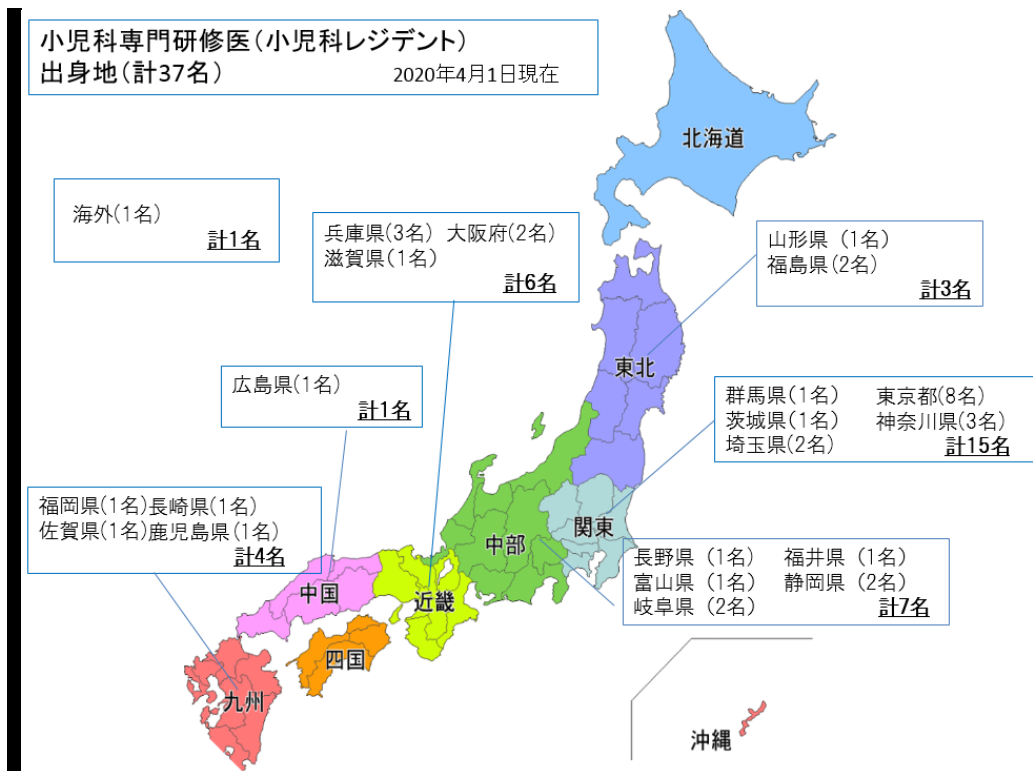 小児科専門研修医(小児科レジデント)
出身地(計37名) 2020年4月1日現在
北海道
海外(1名)
計1名
兵庫県(3名) 大阪府(2名)
滋賀県(1名)
計6名
山形県 (1名)
福島県(2名)
計3名
東北
広島県(1名)
計1名
群馬県(1名) 東京都(8名)
茨城県(1名) 神奈川県(3名)
埼玉県(2名) 計15名
福岡県(1名)長崎県(1名)
佐賀県(1名)鹿児島県(1名)
計4名
関東
中部
長野県 (1名) 福井県 (1名)
富山県 (1名) 静岡県 (2名)
岐阜県 (2名) 計7名
中国
近畿
四国
九州
沖縄